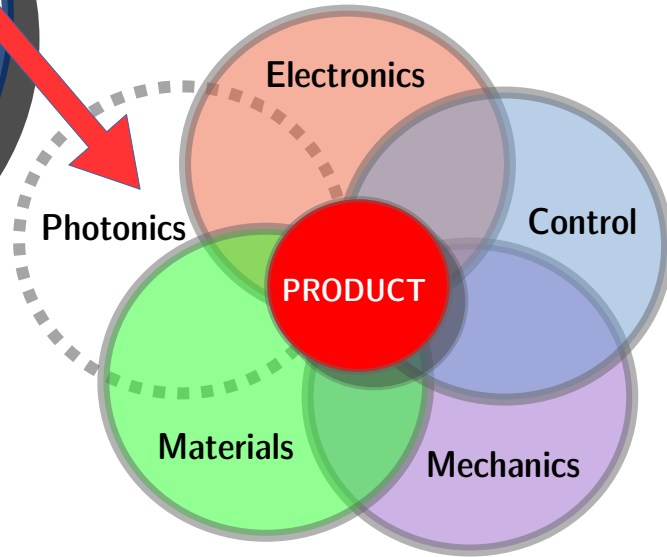 Electronics
Control
Photonics
PRODUCT
Materials
Mechanics